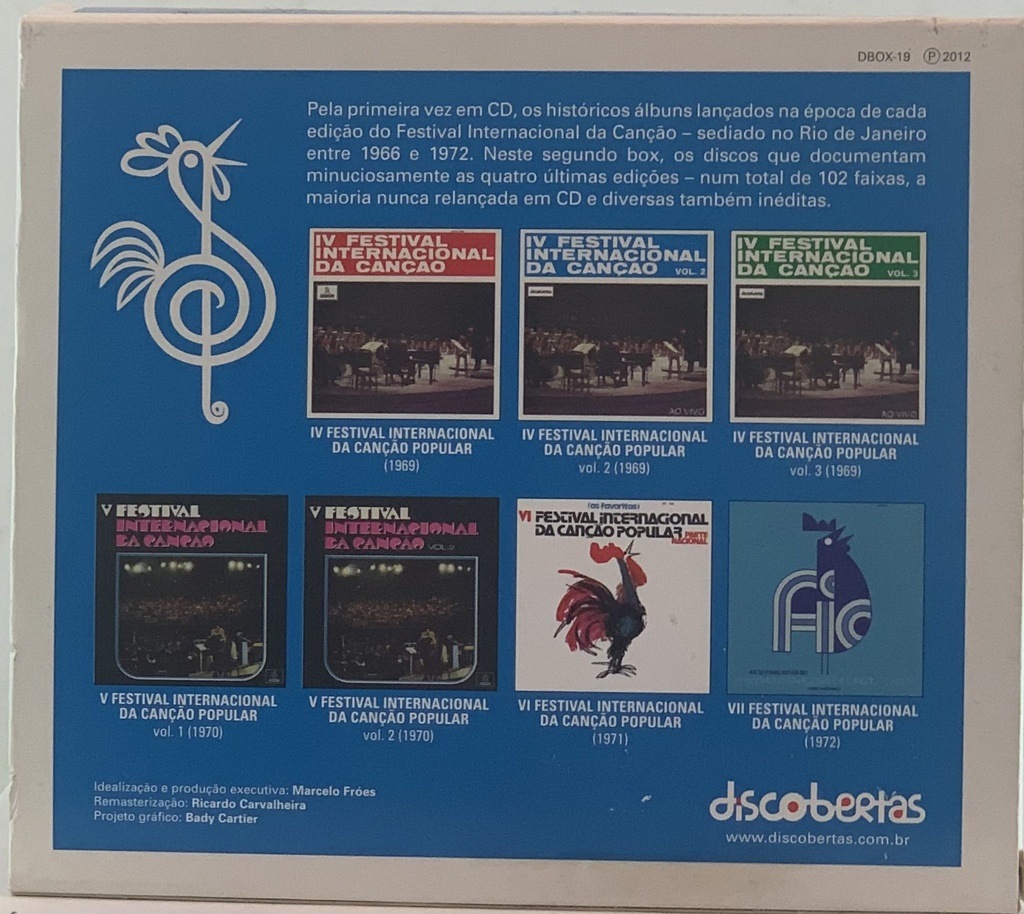 DBOX-19 Ⓟ 2012
Pela primeira vez em CD, os históricos álbuns lançados na época de cada
edição do Festival Internacional da Canção – sediado no Rio de Janeiro
entre 1966 e 1972. Neste segundo box, os discos que documentam
minuciosamente as quatro últimas edições – num total de 102 faixas, a
maioria nunca relançada em CD e diversas também inéditas.
IV FESTIVAL
INTERNACIONAL
DA CANÇÃO
IV FESTIVAL INTERNACIONAL
DA CANÇÃO POPULAR
(1969)
IV FESTIVAL
INTERNACIONAL
DA CANÇÃO VOL. 2
AO VIVO
IV FESTIVAL INTERNACIONAL
DA CANÇÃO POPULAR
vol. 2 (1969)
IV FESTIVAL
INTERNACIONAL
DA CANÇÃO VOL. 3
AO VIVO
IV FESTIVAL INTERNACIONAL
DA CANÇÃO POPULAR
vol. 3 (1969)
V FESTIVAL
INTERNACIONAL
DA CANÇÃO
V FESTIVAL INTERNACIONAL
DA CANÇÃO POPULAR
vol. 1 (1970)
V FESTIVAL
INTERNACIONAL
DA CANÇÃO VOL. 2
V FESTIVAL INTERNACIONAL
DA CANÇÃO POPULAR
vol. 2 (1970)
(as favoritas)
VI FESTIVAL INTERNACIONAL
DA CANÇÃO POPULAR PARTE
NACIONAL
VI FESTIVAL INTERNACIONAL
DA CANÇÃO POPULAR
(1971)
FIC
VII FESTIVAL INTERNACIONAL
DA CANÇÃO POPULAR
(1972)
Idealização e produção executiva: Marcelo Fróes
Remasterização: Ricardo Carvalheira
Projeto gráfico: Bady Cartier
discobertas
www.discobertas.com.br